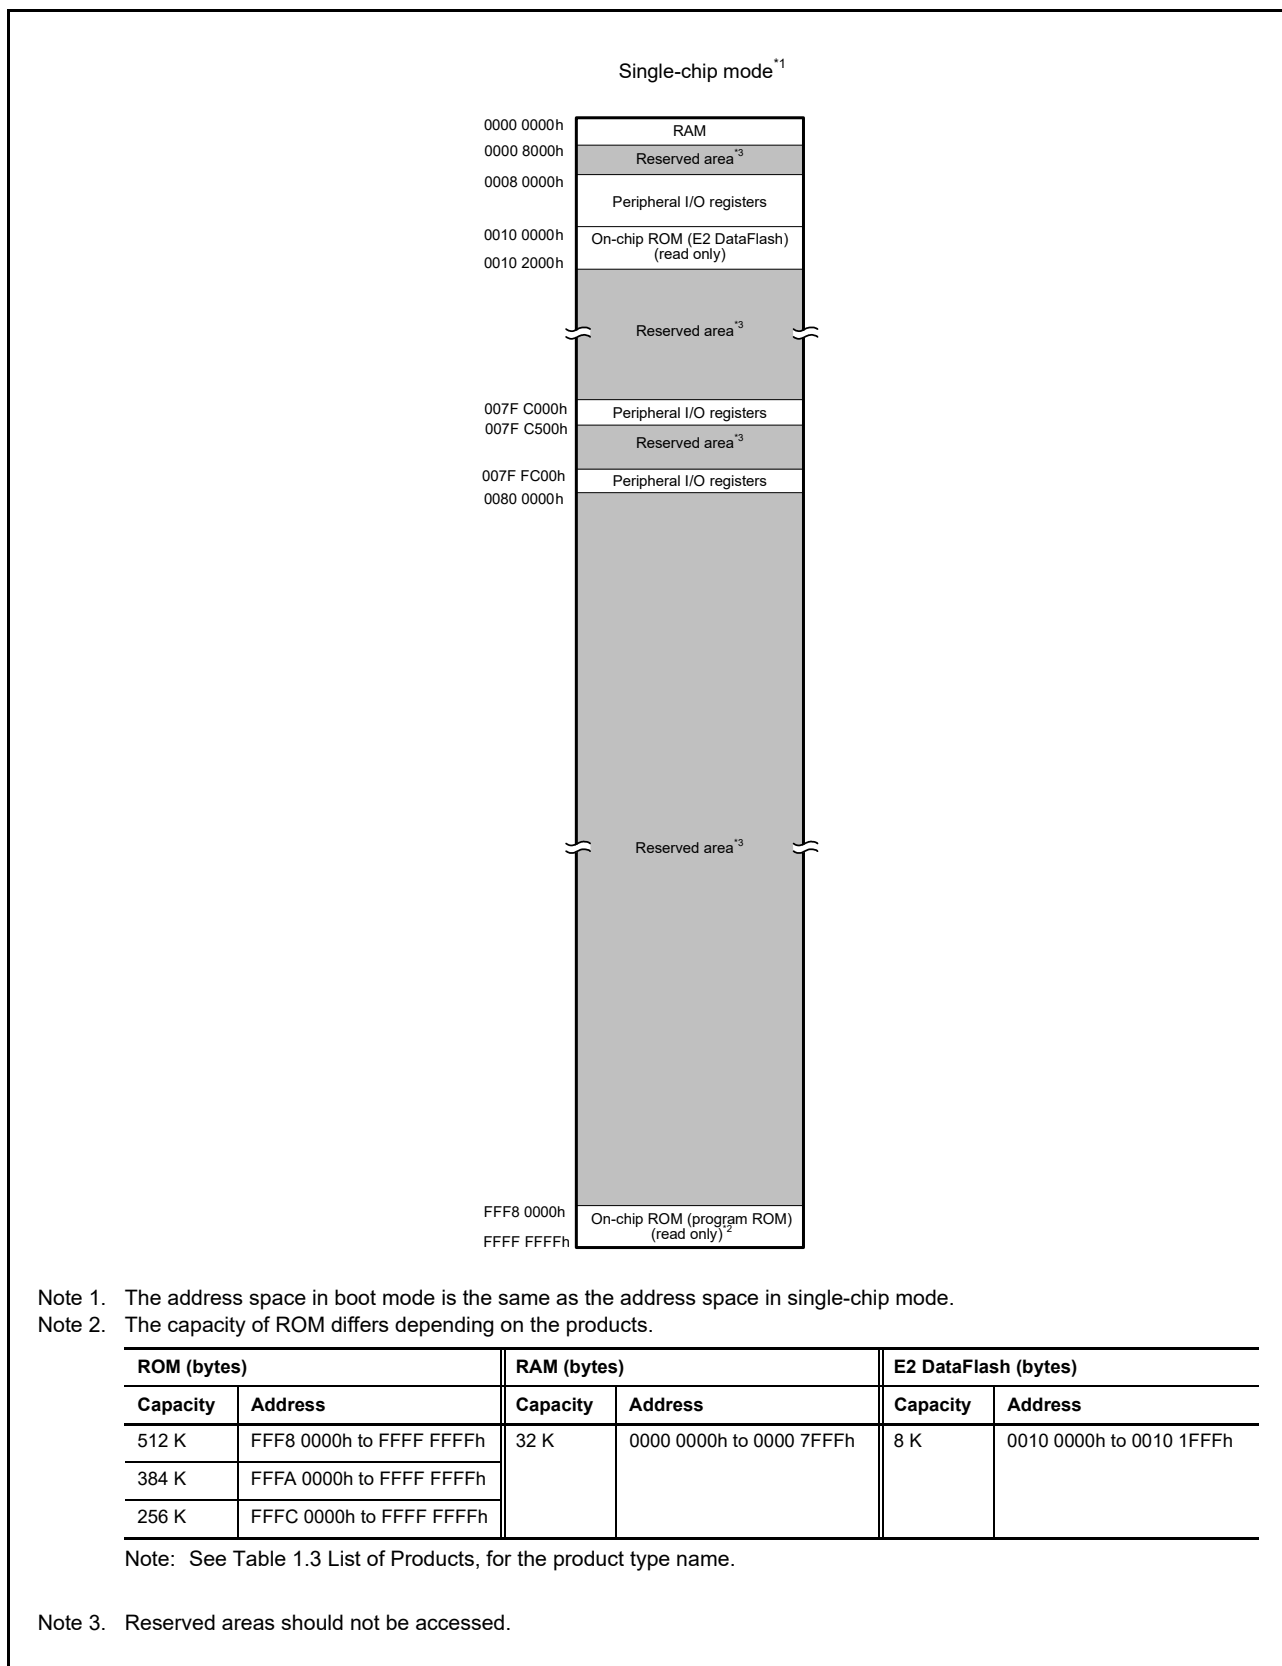 Single-chip mode*1
0000 0000h
RAM
0000 8000h
Reserved area*3
0008 0000h
Peripheral I/O registers
0010 0000h
On-chip ROM (E2 DataFlash)
(read only)
0010 2000h
Reserved area*3
007F C000h
Peripheral I/O registers
007F C500h
Reserved area*3
007F FC00h
Peripheral I/O registers
0080 0000h
Reserved area*3
FFF8 0000h
On-chip ROM (program ROM)
(read only)*2
FFFF FFFFh
Note 1. The address space in boot mode is the same as the address space in single-chip mode.
Note 2. The capacity of ROM differs depending on the products.
ROM (bytes) RAM (bytes) E2 DataFlash (bytes)
Capacity Address Capacity Address Capacity Address
512 K FFF8 0000h to FFFF FFFFh 32 K 0000 0000h to 0000 7FFFh 8 K 0010 0000h to 0010 1FFFh
384 K FFFA 0000h to FFFF FFFFh
256 K FFFC 0000h to FFFF FFFFh
Note: See Table 1.3 List of Products, for the product type name.
Note 3. Reserved areas should not be accessed.